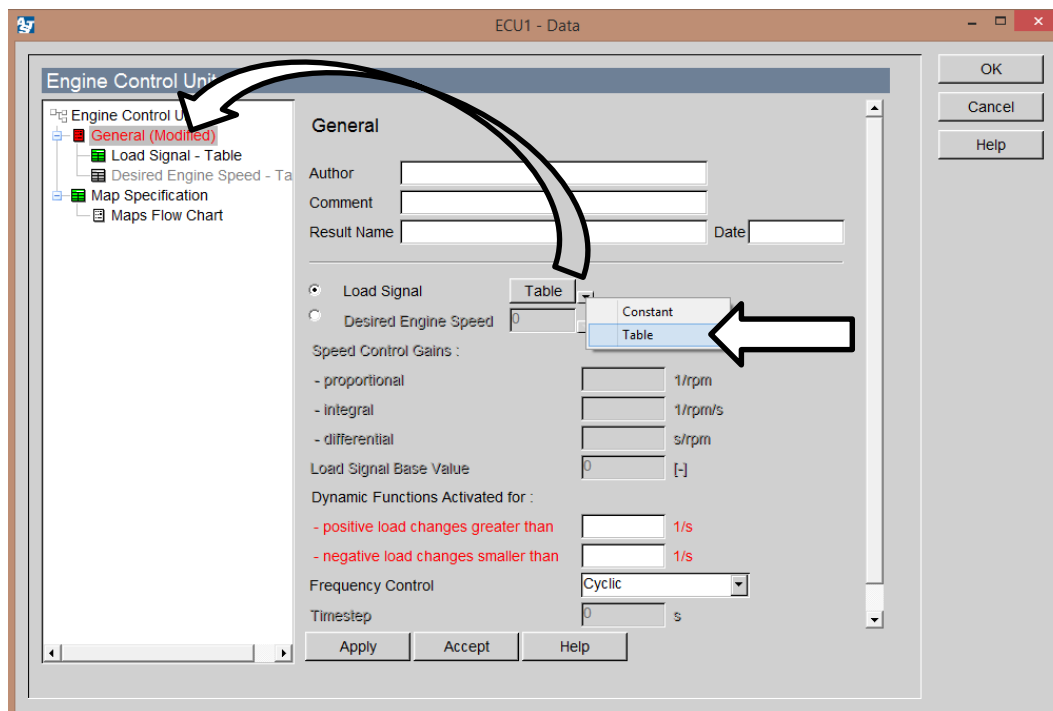 ECU1 - Data
Engine Control Unit
OK
Cancel
Help
Engine Control U
General (Modified)
Load Signal - Table
Desired Engine Speed - Ta
Map Specification
Maps Flow Chart
General
Author
Comment
Result Name Date
Load Signal Table
Desired Engine Speed 0
Constant
Table
Speed Control Gains :
- proportional 1/rpm
- integral 1/rpm/s
- differential s/rpm
Load Signal Base Value 0 [-]
Dynamic Functions Activated for :
- positive load changes greater than 1/s
- negative load changes smaller than 1/s
Frequency Control Cyclic
Timestep 0 s
Apply Accept Help